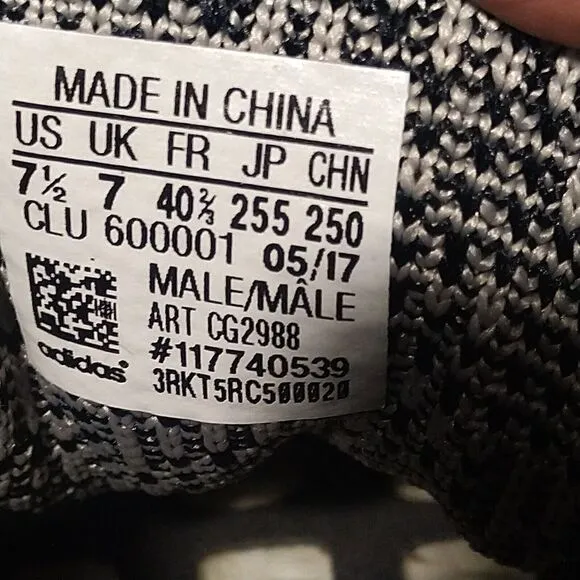 MADE IN CHINA
US UK FR JP CHN
7½ 7 40⅔ 255 250
CLU 600001 05/17
MALE/MÂLE
ART CG2988
#117740539
adidas®
3RKT5RC500020